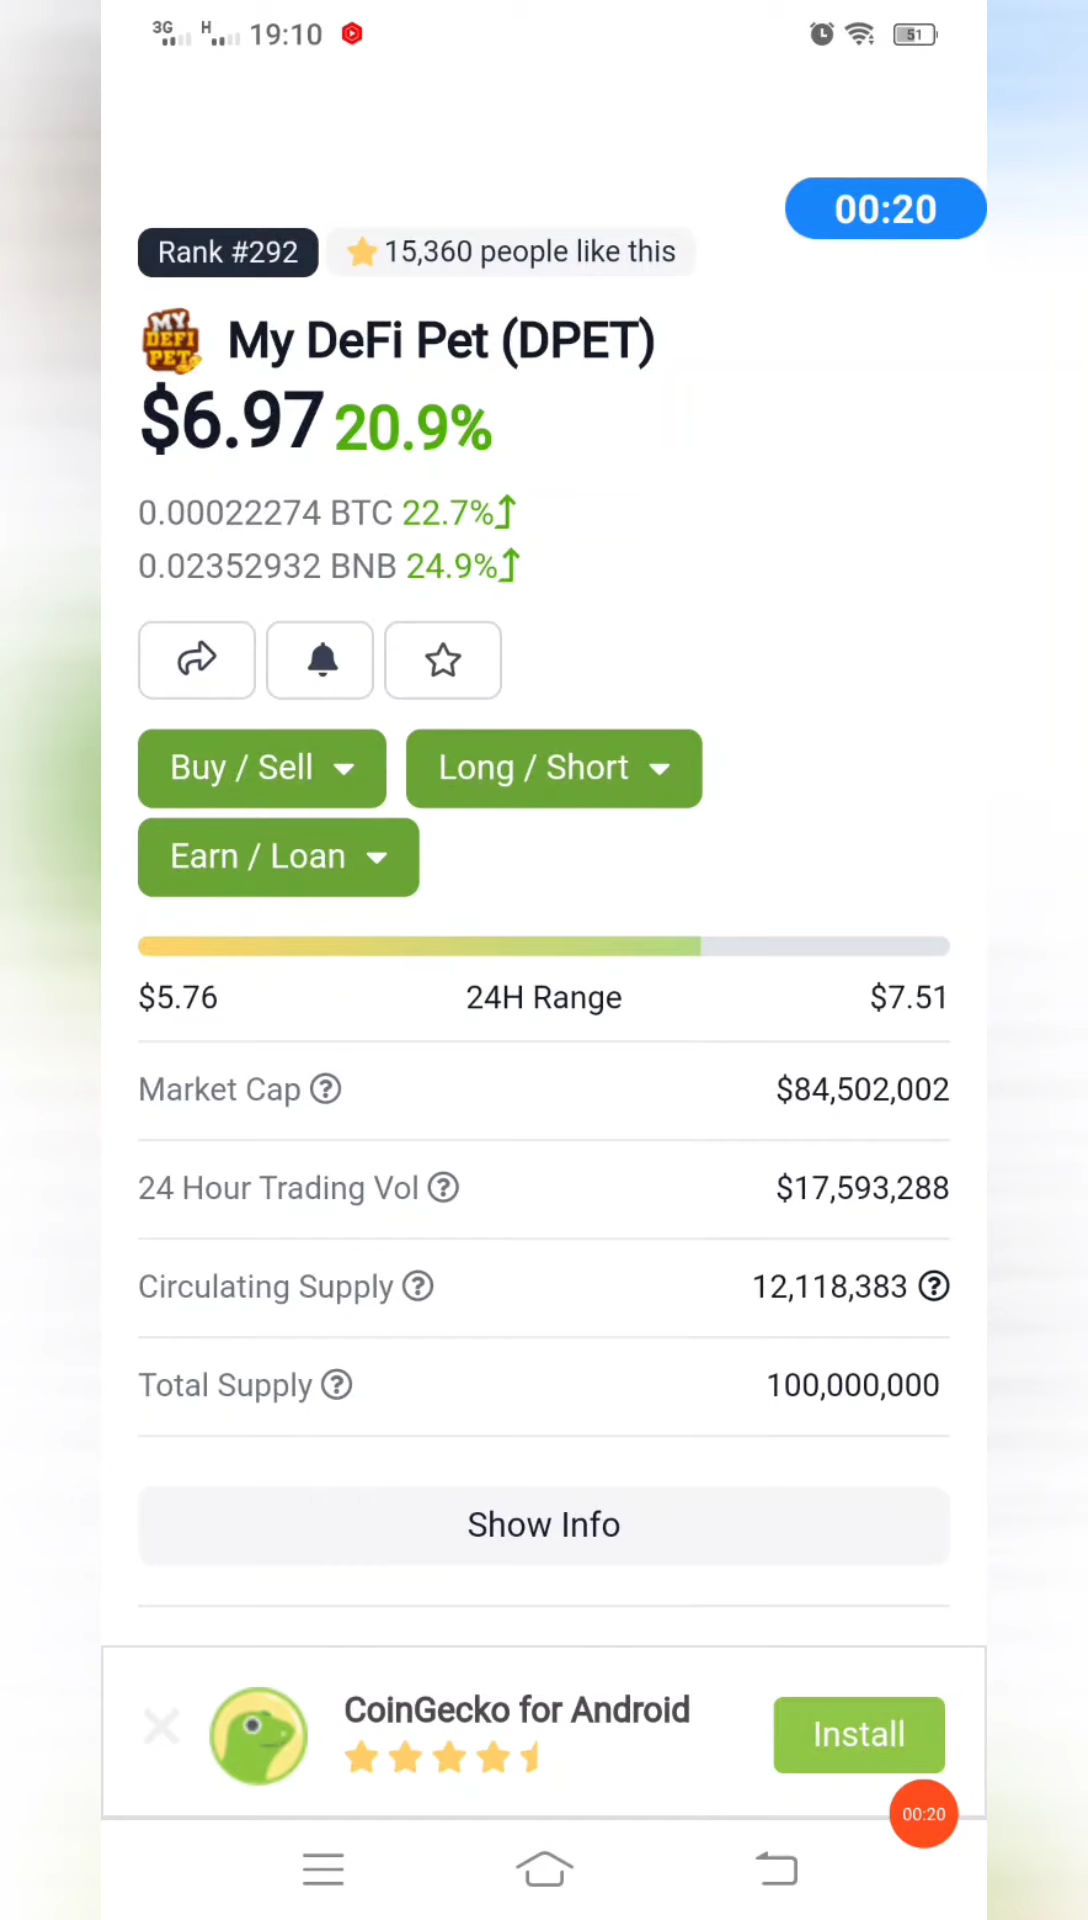 3G H 19:10 51
00:20
Rank #292 15,360 people like this
MY DEFI PET My DeFi Pet (DPET)
$6.97 20.9%
0.00022274 BTC 22.7%
0.02352932 BNB 24.9%
Buy / Sell Long / Short
Earn / Loan
$5.76 24H Range $7.51
Market Cap ? $84,502,002
24 Hour Trading Vol ? $17,593,288
Circulating Supply ? 12,118,383 ?
Total Supply ? 100,000,000
Show Info
CoinGecko for Android
Install
00:20